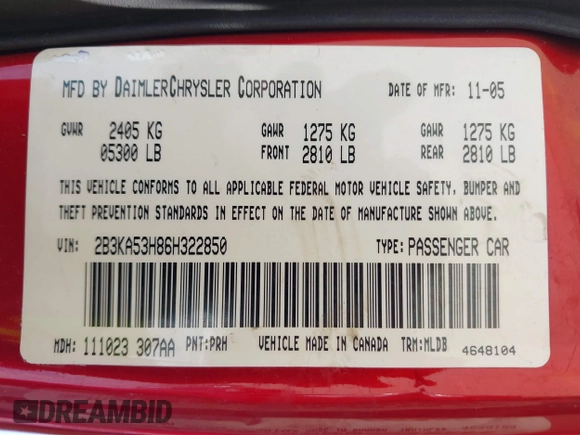 MFD BY DAIMLERCHRYSLER CORPORATION DATE OF MFR: 11-05
GVWR 2405 KG GAWR 1275 KG GAWR 1275 KG
05300 LB FRONT 2810 LB REAR 2810 LB
THIS VEHICLE CONFORMS TO ALL APPLICABLE FEDERAL MOTOR VEHICLE SAFETY, BUMPER AND
THEFT PREVENTION STANDARDS IN EFFECT ON THE DATE OF MANUFACTURE SHOWN ABOVE.
VIN: 2B3KA53H86H322850 TYPE: PASSENGER CAR
MDH: 111023 307AA PNT:PRH VEHICLE MADE IN CANADA TRM:MLDB 4648104
DREAMBID